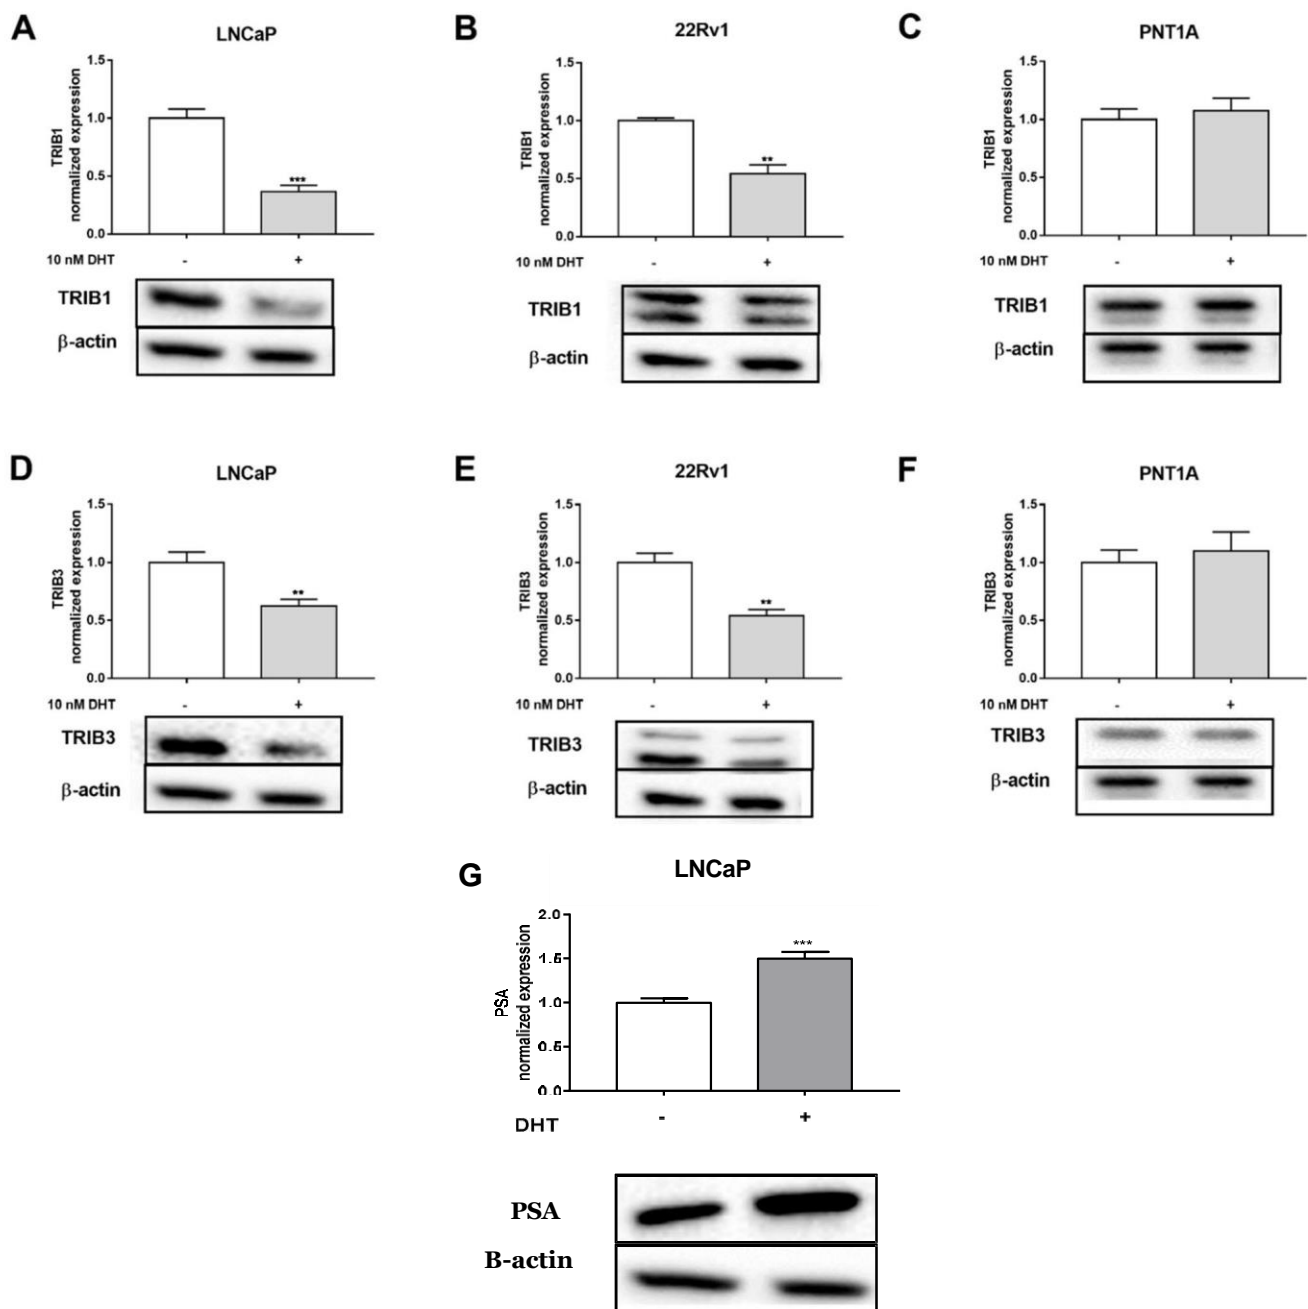 A
LNCaP
TRIB1
normalized expression
1.5
1.0
0.5
0.0
***
10 nM DHT - +
TRIB1
β-actin
B
22Rv1
TRIB1
normalized expression
1.5
1.0
0.5
0.0
**
10 nM DHT - +
TRIB1
β-actin
C
PNT1A
TRIB1
normalized expression
1.5
1.0
0.5
0.0
10 nM DHT - +
TRIB1
β-actin
D
LNCaP
TRIB3
normalized expression
1.5
1.0
0.5
0.0
**
10 nM DHT - +
TRIB3
β-actin
E
22Rv1
TRIB3
normalized expression
1.5
1.0
0.5
0.0
**
10 nM DHT - +
TRIB3
β-actin
F
PNT1A
TRIB3
normalized expression
1.5
1.0
0.5
0.0
10 nM DHT - +
TRIB3
β-actin
G
LNCaP
PSA
normalized expression
2.0
1.5
1.0
0.5
0.0
***
DHT - +
PSA
B-actin